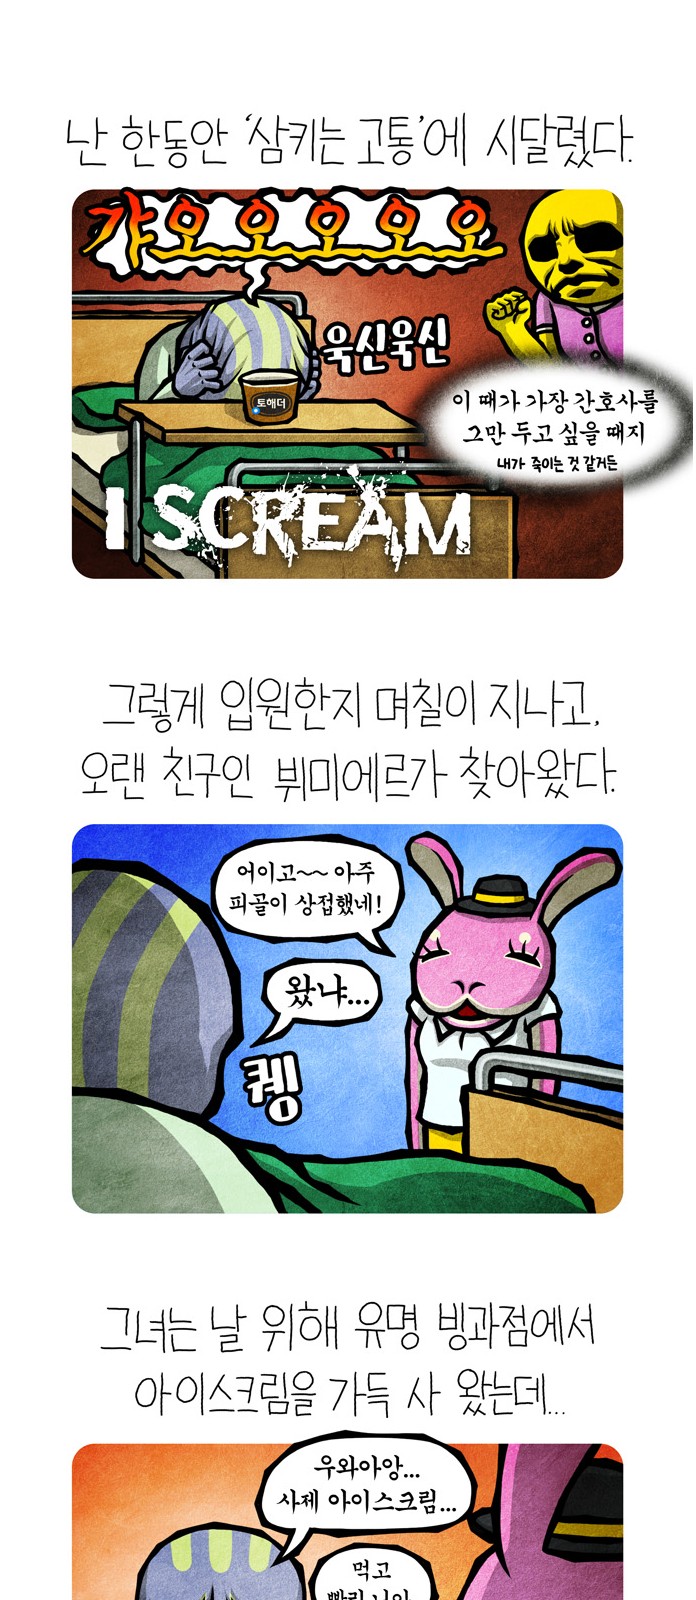 난 한동안 ‘삼키는 고통’에 시달렸다.
갸오오오오오
욱신욱신
토해더
이 때가 가장 간호사를
그만 두고 싶을 때지
내가 죽이는 것 같거든
I SCREAM
그렇게 입원한지 며칠이 지나고,
오랜 친구인 뷔미에르가 찾아왔다.
어이고~~ 아주
피골이 상접했네!
왔냐...
퀭
그녀는 날 위해 유명 빙과점에서
아이스크림을 가득 사 왔는데...
우와아앙...
사제 아이스크림...
먹고